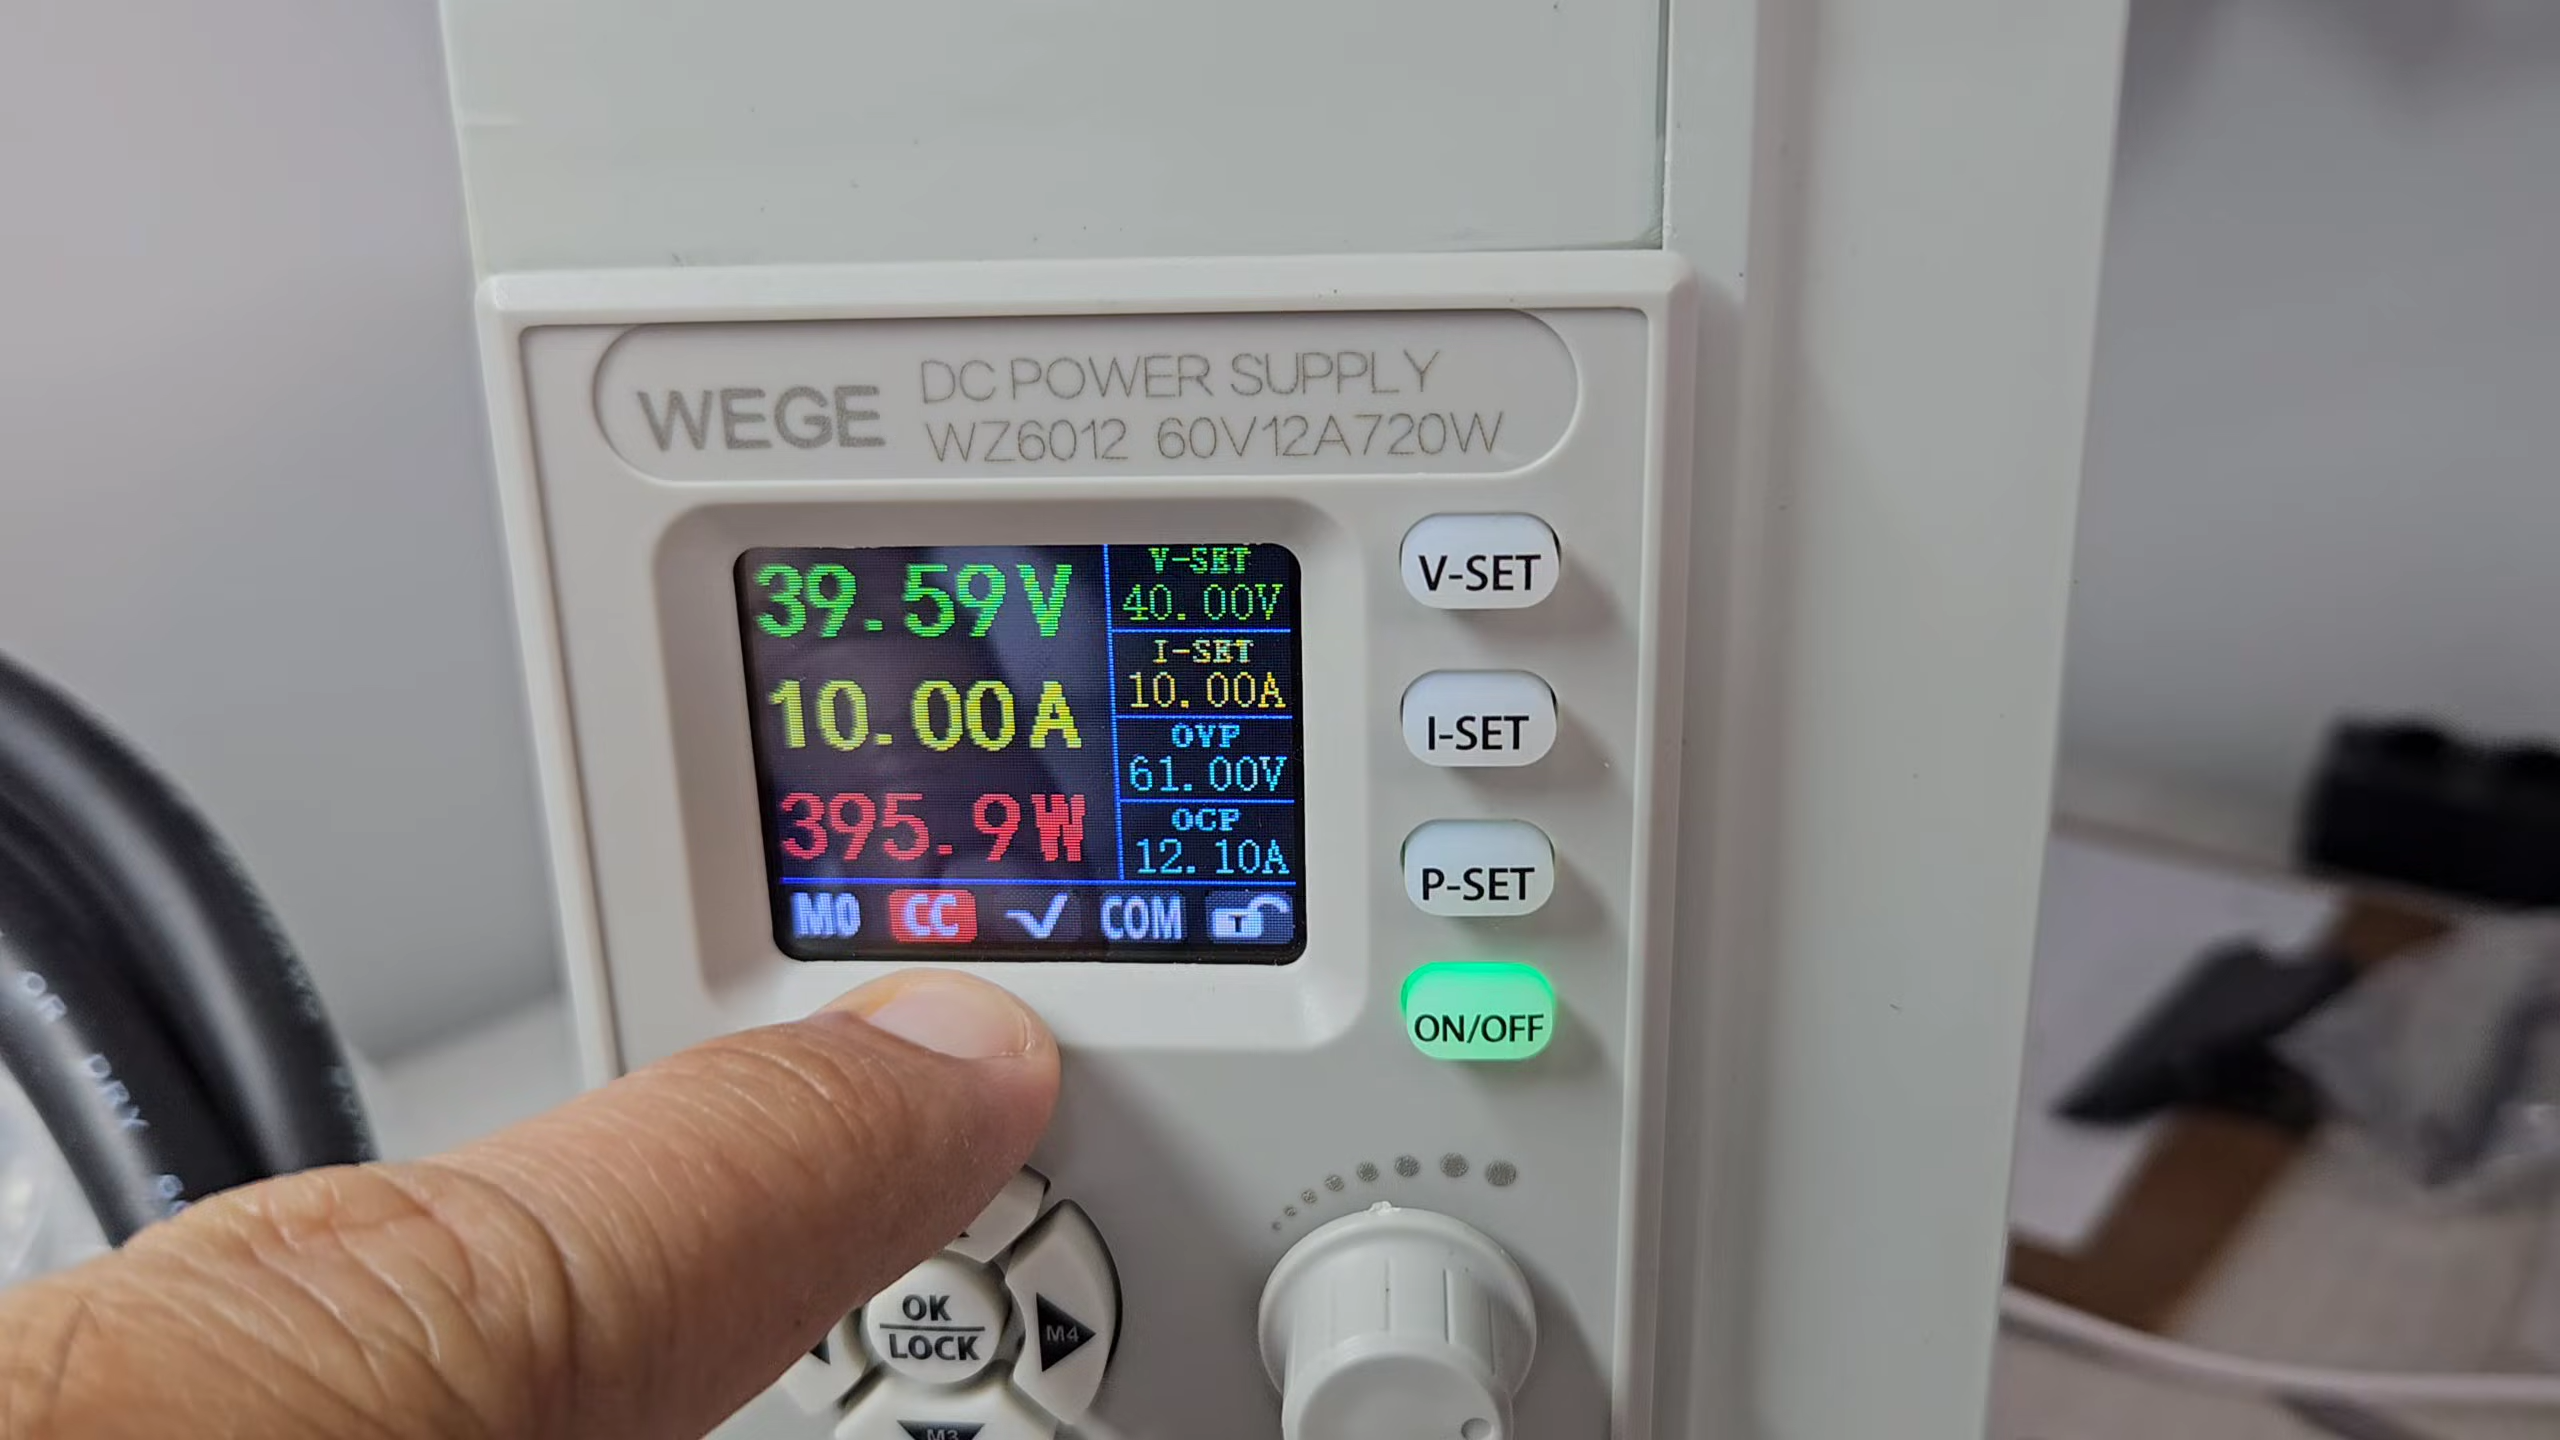 WEGE
DC POWER SUPPLY
WZ6012 60V12A720W
39.59V
10.00A
395.9W
V-SET
40.00V
I-SET
10.00A
OVP
61.00V
OCP
12.10A
M0 CC COM
V-SET
I-SET
P-SET
ON/OFF
OK
LOCK
M4
M3